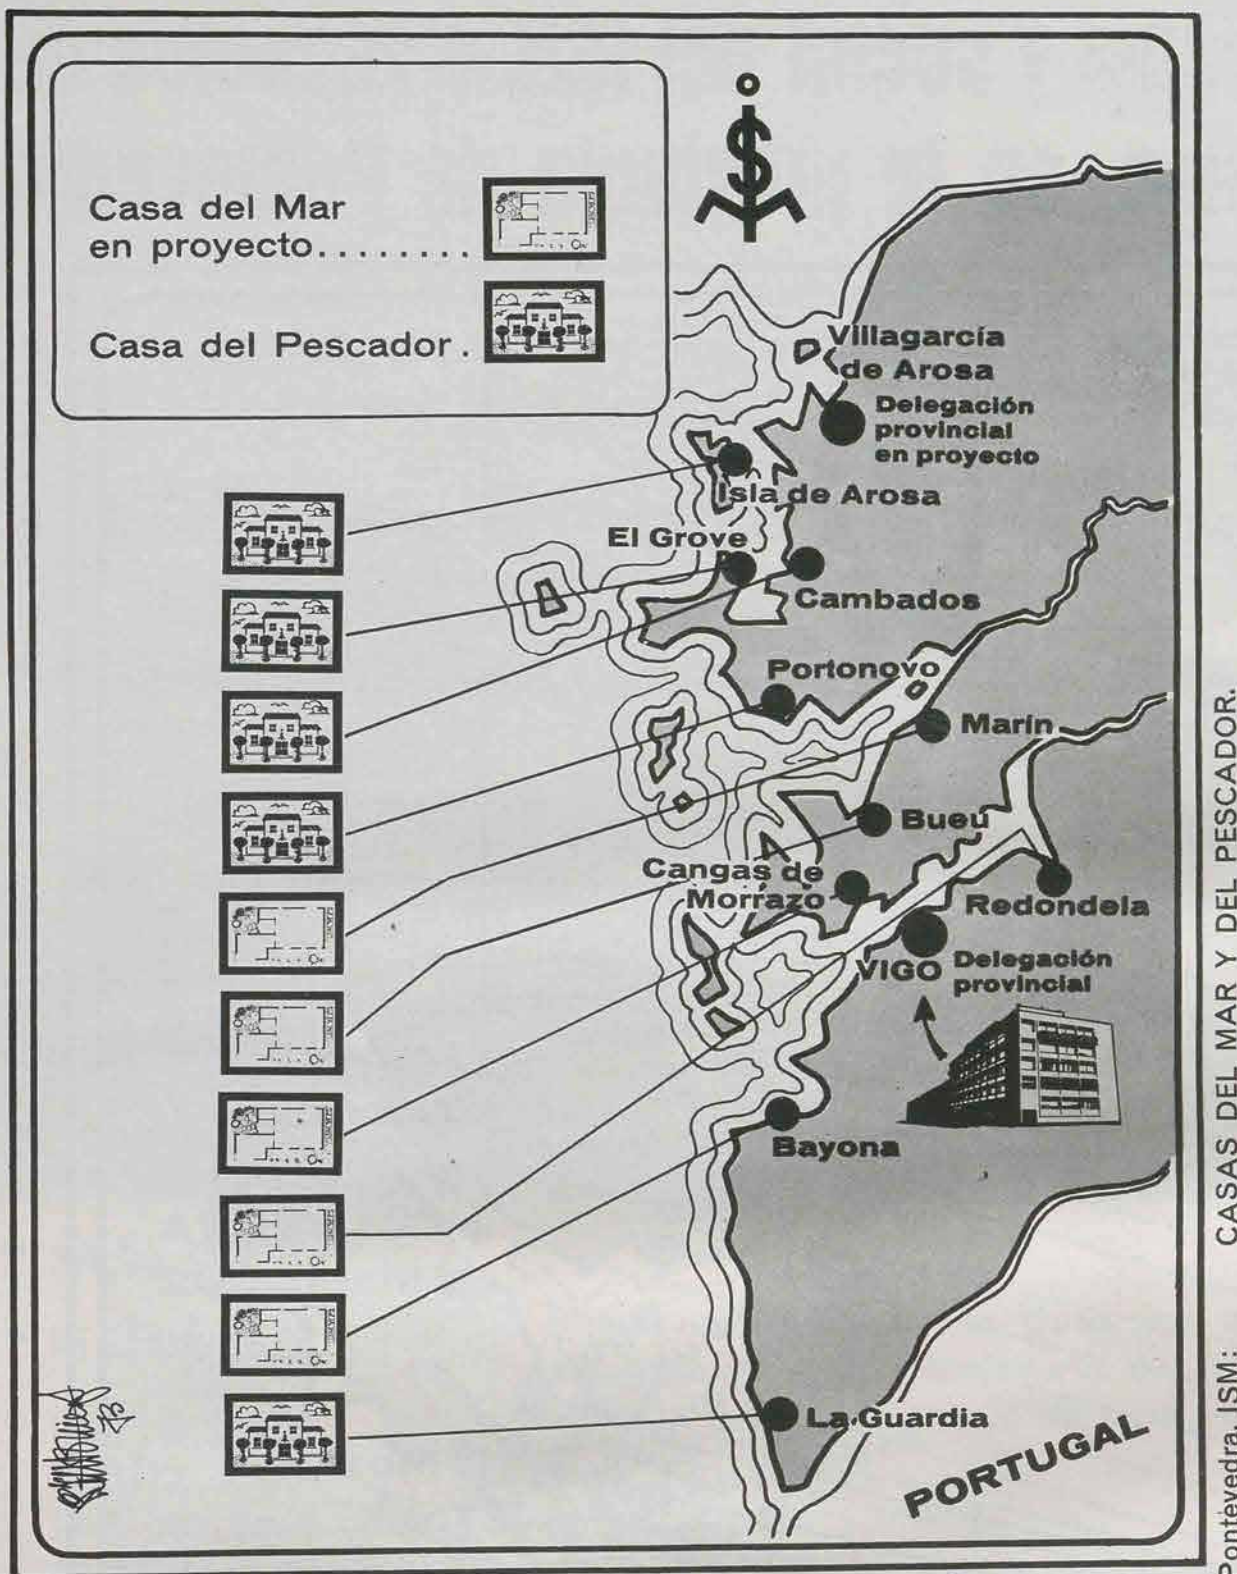 Casa del Mar
en proyecto........
Casa del Pescador.
Villagarcía
de Arosa
Delegación
provincial
en proyecto
Isla de Arosa
El Grove
Cambados
Portonovo
Marín
Bueu
Cangas de
Morrazo
Redondela
VIGO
Delegación
provincial
Bayona
La Guardia
PORTUGAL
73
Pontevedra. ISM: CASAS DEL MAR Y DEL PESCADOR.